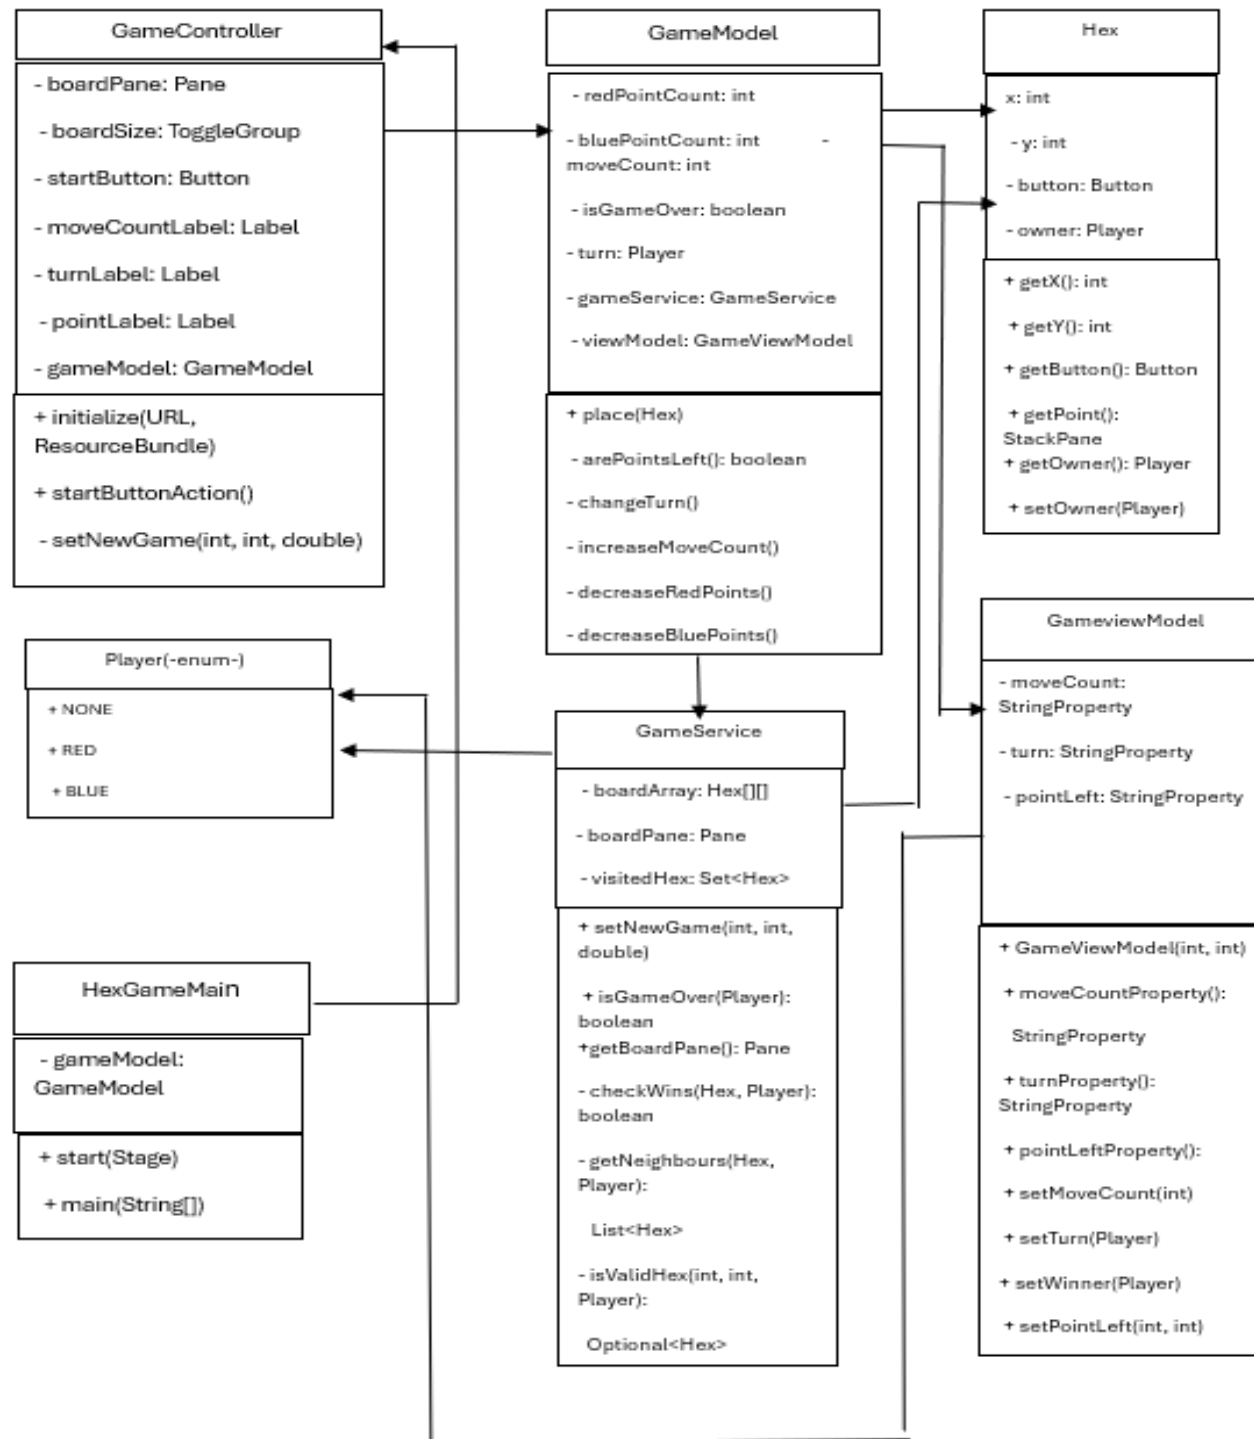 GameController
- boardPane: Pane
- boardSize: ToggleGroup
- startButton: Button
- moveCountLabel: Label
- turnLabel: Label
- pointLabel: Label
- gameModel: GameModel
+ initialize(URL,
ResourceBundle)
+ startButtonAction()
- setNewGame(int, int, double)
GameModel
- redPointCount: int
- bluePointCount: int -
moveCount: int
- isGameOver: boolean
- turn: Player
- gameService: GameService
- viewModel: GameViewModel
+ place(Hex)
- arePointsLeft(): boolean
- changeTurn()
- increaseMoveCount()
- decreaseRedPoints()
- decreaseBluePoints()
Hex
x: int
- y: int
- button: Button
- owner: Player
+ getX(): int
+ getY(): int
+ getButton(): Button
+ getPoint():
StackPane
+ getOwner(): Player
+ setOwner(Player)
Player(-enum-)
+ NONE
+ RED
+ BLUE
GameService
- boardArray: Hex[][]
- boardPane: Pane
- visitedHex: Set<Hex>
+ setNewGame(int, int,
double)
+ isGameOver(Player):
boolean
+getBoardPane(): Pane
- checkWins(Hex, Player):
boolean
- getNeighbours(Hex,
Player):
List<Hex>
- isValidHex(int, int,
Player):
Optional<Hex>
GameviewModel
- moveCount:
StringProperty
- turn: StringProperty
- pointLeft: StringProperty
+ GameViewModel(int, int)
+ moveCountProperty():
StringProperty
+ turnProperty():
StringProperty
+ pointLeftProperty():
+ setMoveCount(int)
+ setTurn(Player)
+ setWinner(Player)
+ setPointLeft(int, int)
HexGameMain
- gameModel:
GameModel
+ start(Stage)
+ main(String[])